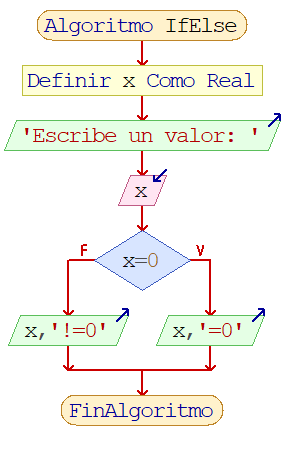 Algoritmo IfElse
Definir x Como Real
'Escribe un valor: '
x
x=0
F
V
x,'!=0'
x,'=0'
FinAlgoritmo